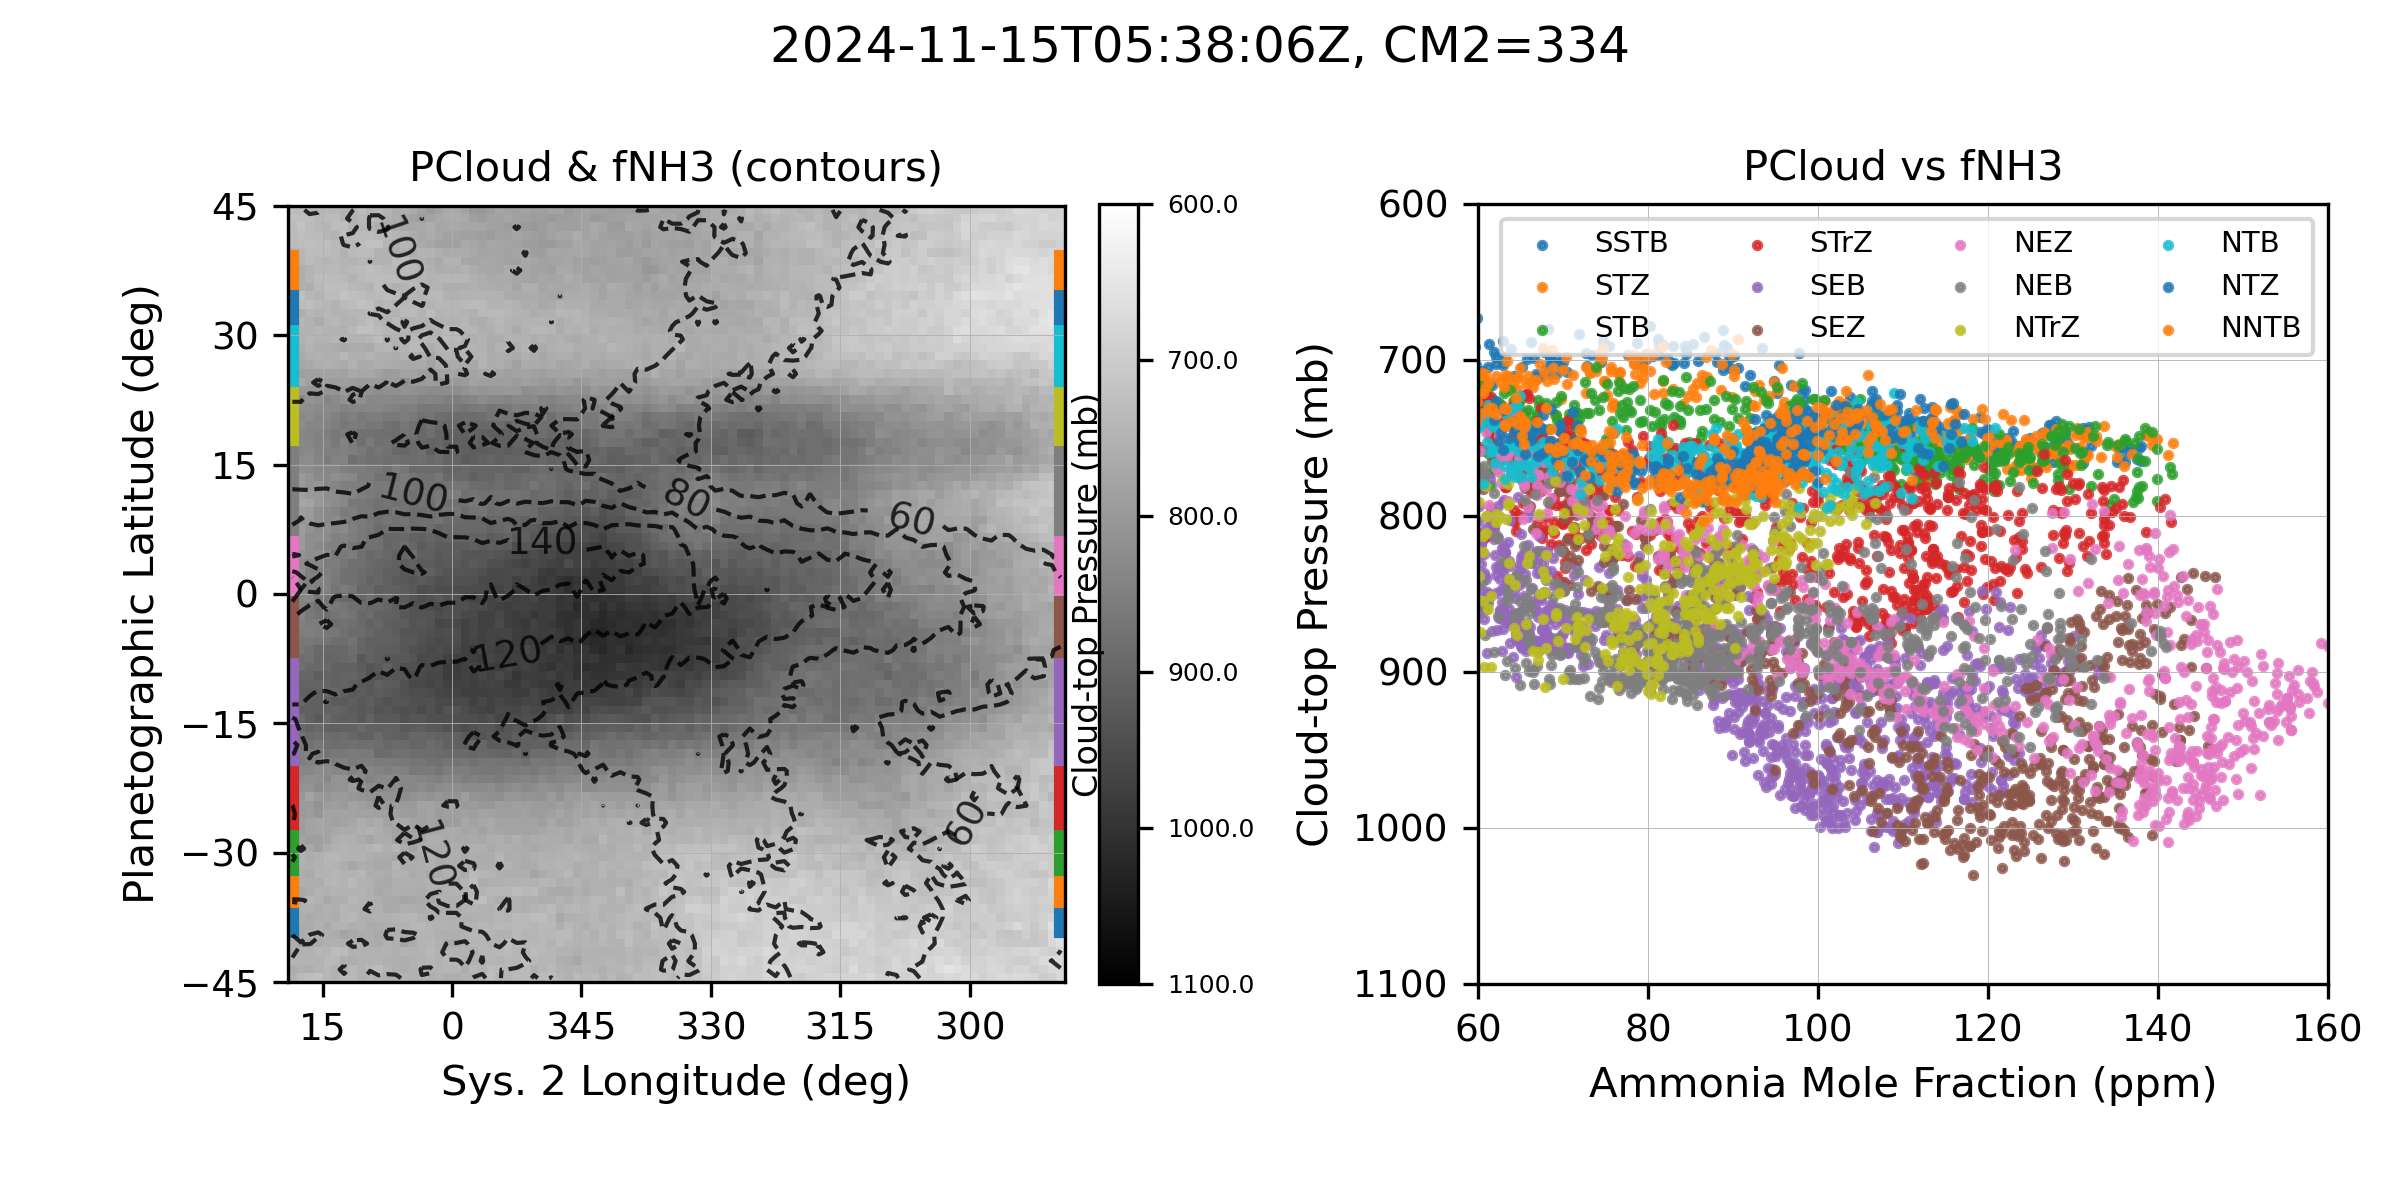 2024-11-15T05:38:06Z, CM2=334
PCloud & fNH3 (contours)
Planetographic Latitude (deg)
45
30
15
0
−15
−30
−45
100
100
80
60
140
120
120
60
15 0 345 330 315 300
Sys. 2 Longitude (deg)
Cloud-top Pressure (mb)
600.0
700.0
800.0
900.0
1000.0
1100.0
PCloud vs fNH3
Cloud-top Pressure (mb)
600
700
800
900
1000
1100
SSTB STrZ NEZ NTB
STZ SEB NEB NTZ
STB SEZ NTrZ NNTB
60 80 100 120 140 160
Ammonia Mole Fraction (ppm)